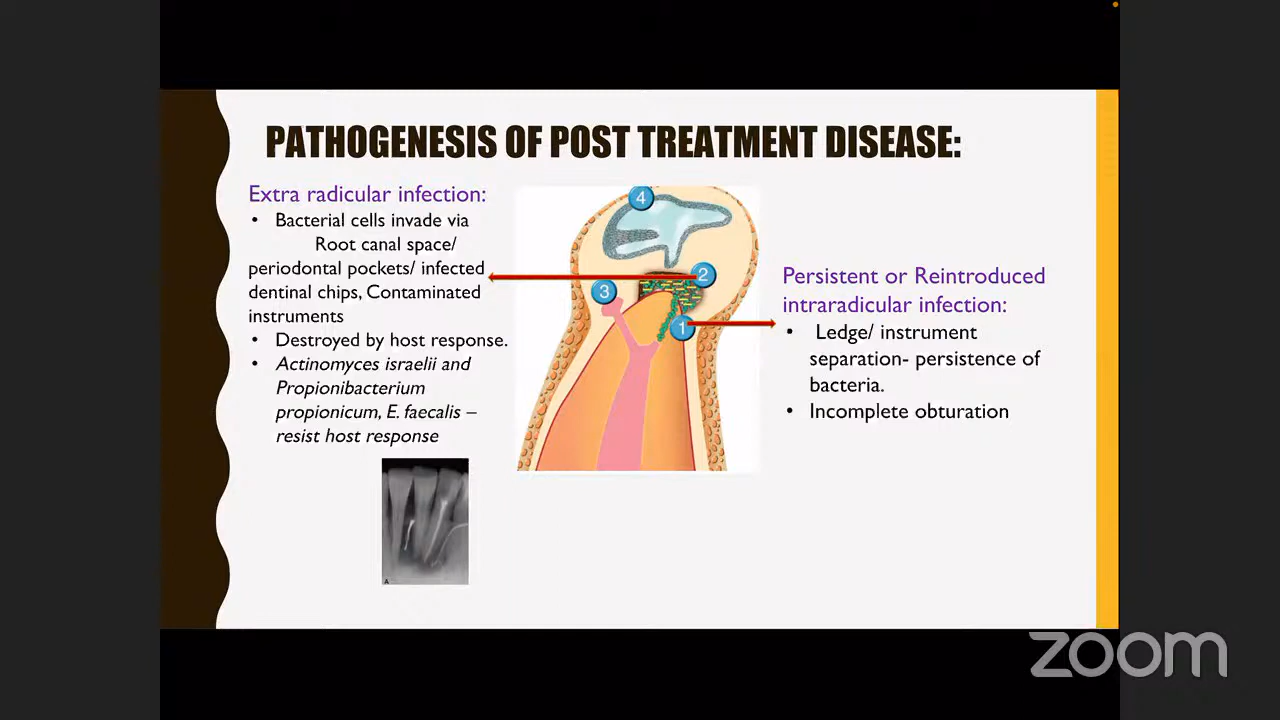 PATHOGENESIS OF POST TREATMENT DISEASE:
Extra radicular infection:
• Bacterial cells invade via
Root canal space/
periodontal pockets/ infected
dentinal chips, Contaminated
instruments
• Destroyed by host response.
• Actinomyces israelii and
Propionibacterium
propionicum, E. faecalis –
resist host response
4
2
3
1
Persistent or Reintroduced
intraradicular infection:
• Ledge/ instrument
separation- persistence of
bacteria.
• Incomplete obturation
A
zoom